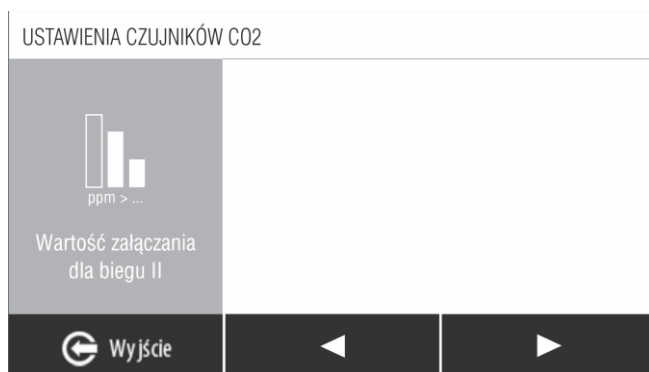 USTAWIENIA CZUJNIKÓW CO2
ppm > ...
Wartość załączania
dla biegu II
Wyjście